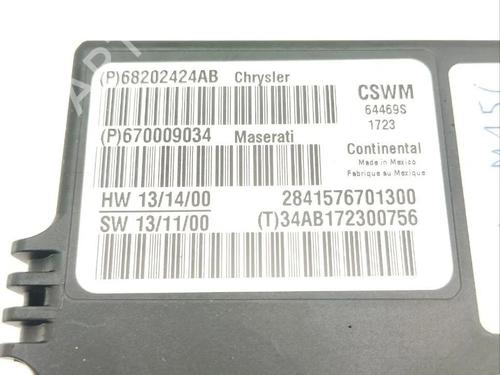 (P)68202424AB Chrysler
CSWM
64469S
1723
(P)670009034 Maserati
Continental
Made in Mexico
Fabrique au Mexique
HW 13/14/00 2841576701300
SW 13/11/00 (T)34AB172300756